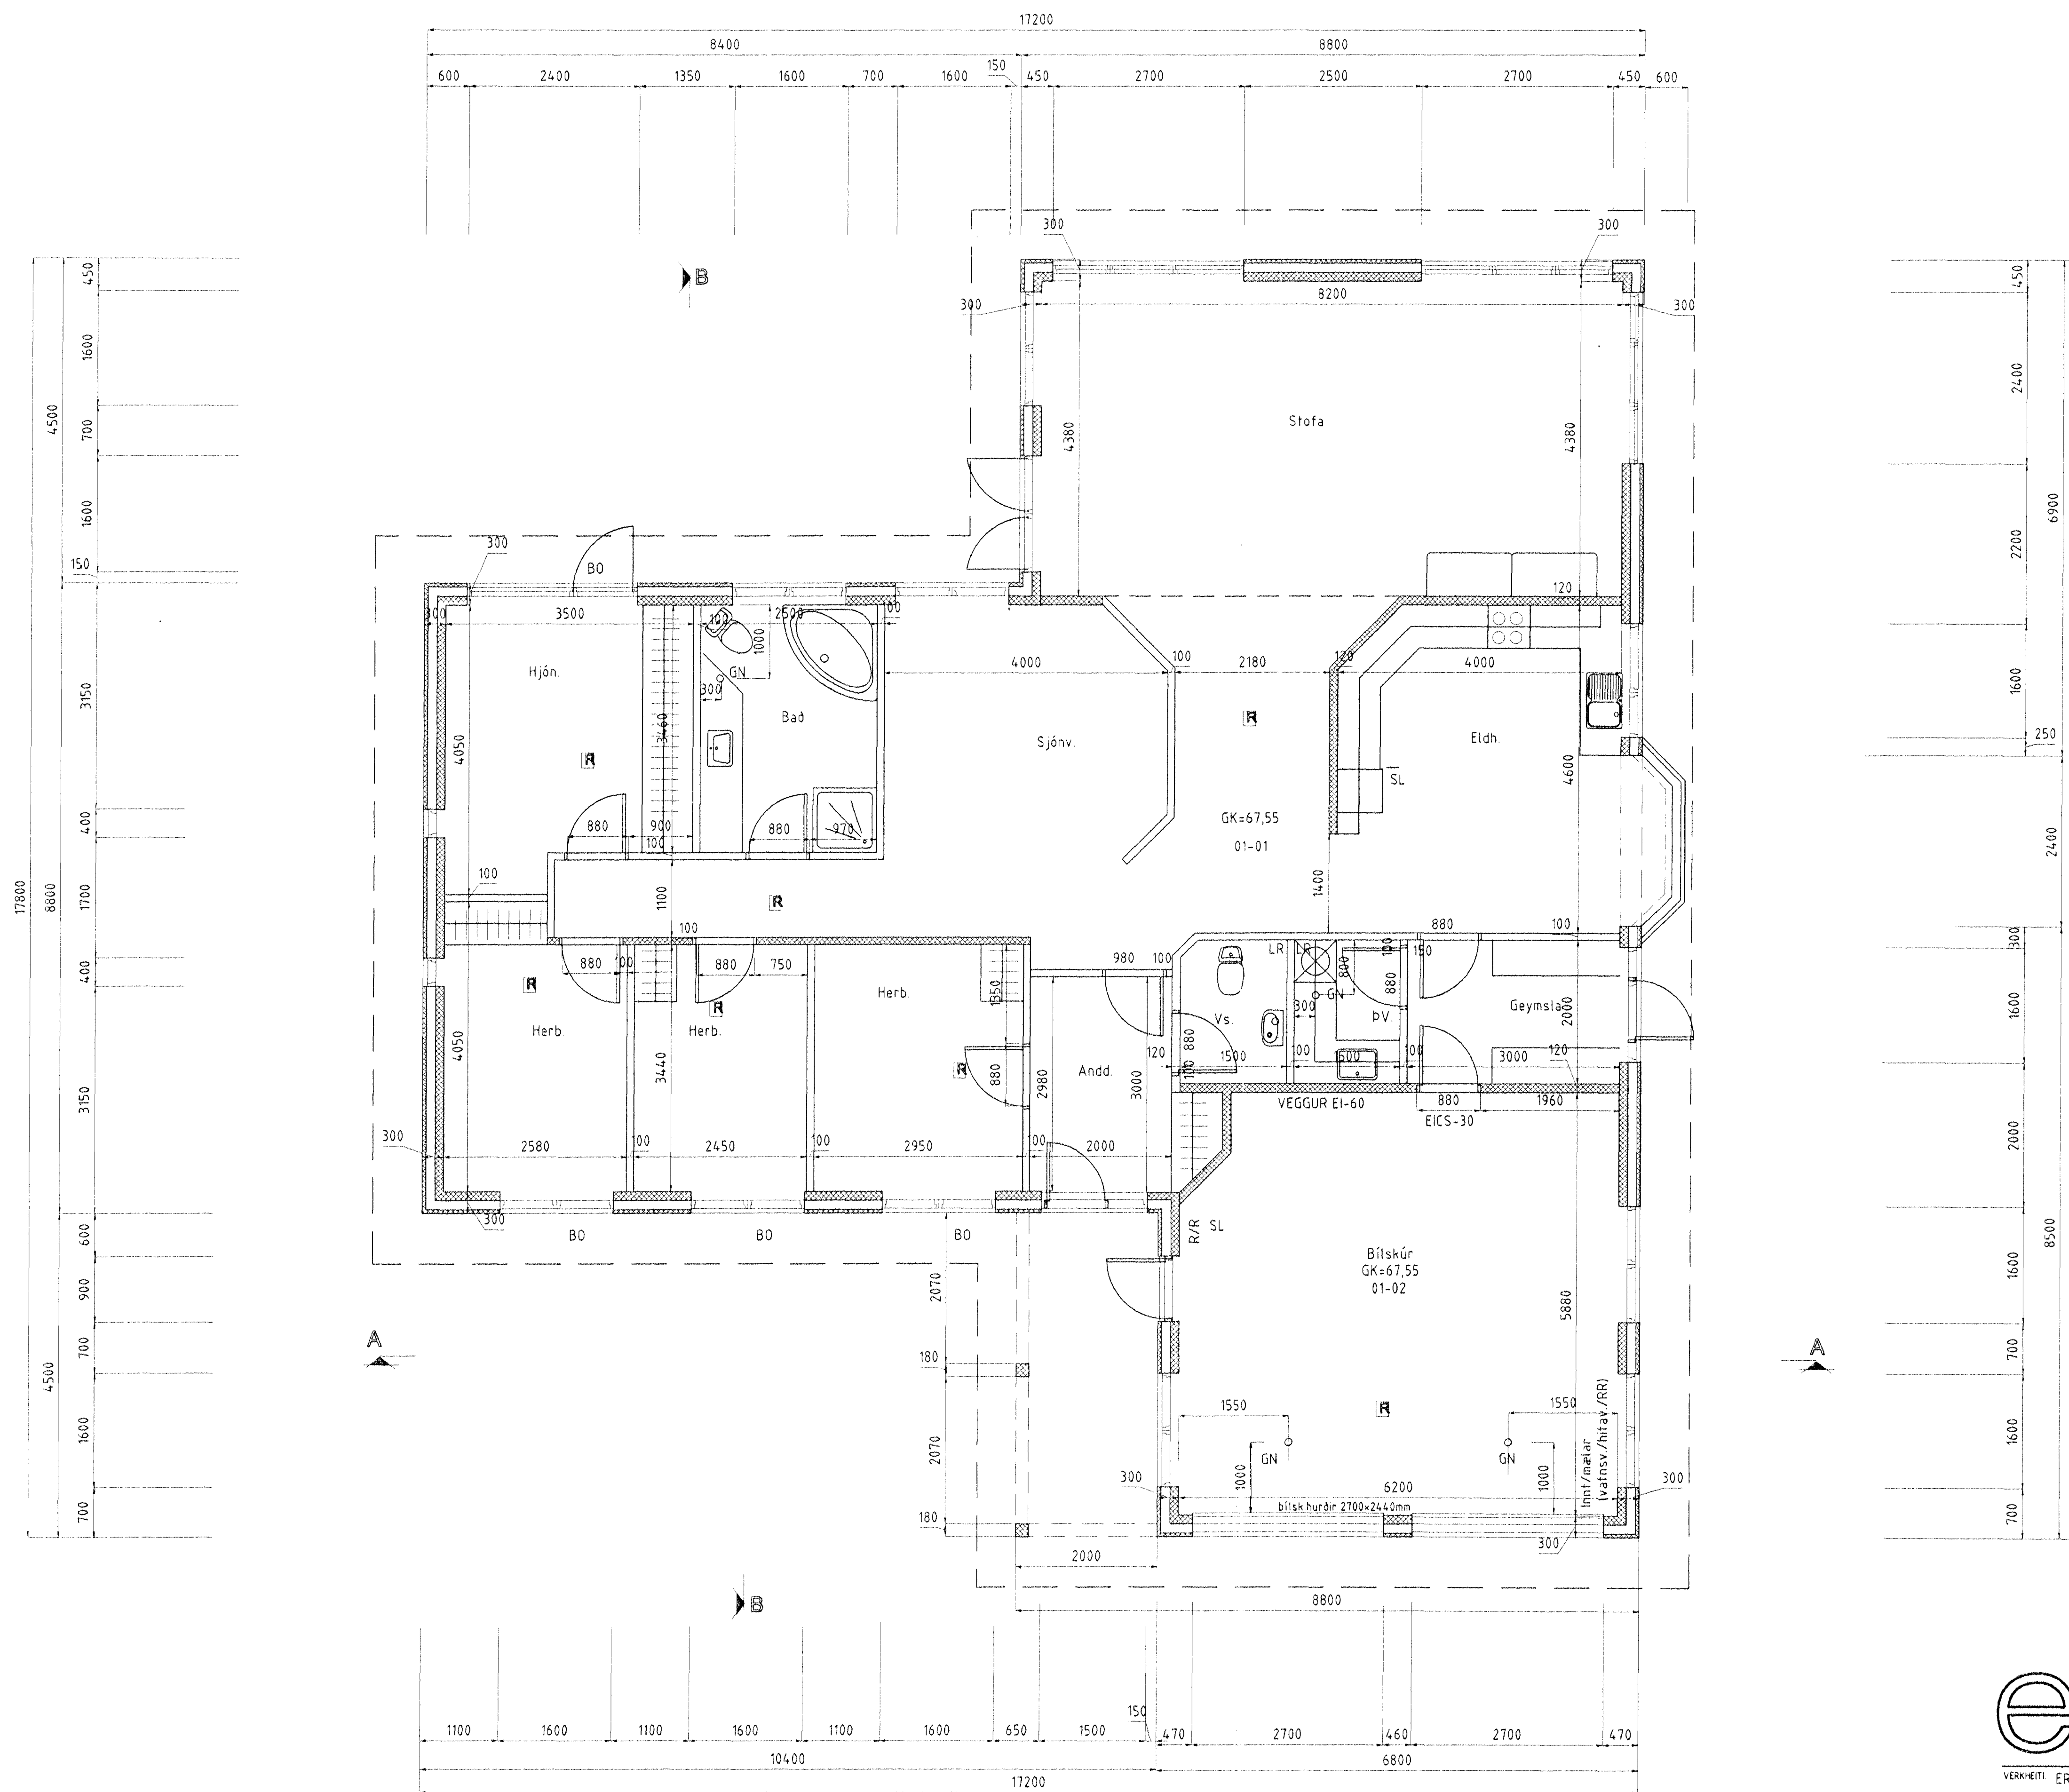 17200
8400 8800
600 2400 1350 1600 700 1600 150 450 2700 2500 2700 450 600
B
300 300
300 8200 300
450
1600
4500
700
1600
150
3150
400
17800
8800
1700
400
3150
600
900
700
4500
1600
700
450
2400
6900
2200
1600
250
2400
300
1600
2000
8500
1600
700
1600
700
Stofa
4380 4380
120
300
BO
300 3500 100 2500 100
1000
Hjón.
GN
300
Bað
4050
3460
R
880 900 880 970
100
4000 100 2180 120 4000
Sjónv.
R
Eldh.
SL
4600
GK=67,55
01-01
1400
100
1100
R
100
880 100
880 100 880 750
R
R
Herb. Herb. Herb.
1350
4050
3440
R
880
980 100
LR LR
800
100
150
880
GN
300
Vs.
ÞV.
Geymsla
2000
880
120
100
1500 100 1500 100 3000 120
Andd.
2980
3000
VEGGUR EI-60
880 1960
EICS-30
300
2580 100 2450 100 2950 100 2000
300
BO BO BO
R/R SL
Bílskúr
GK=67,55
01-02
5880
2070
180
2070
180
A A
1550 1550
R
GN GN
1000 1000
Innt/mælar
(vatnsv./hitav./RR)
300 6200 300
bílsk.hurðir 2700x2440mm
300
2000
B
8800
1100 1600 1100 1600 1100 1600 650 1500 150 470 2700 460 2700 470
10400 6800
17200
e
VERKHEITI.